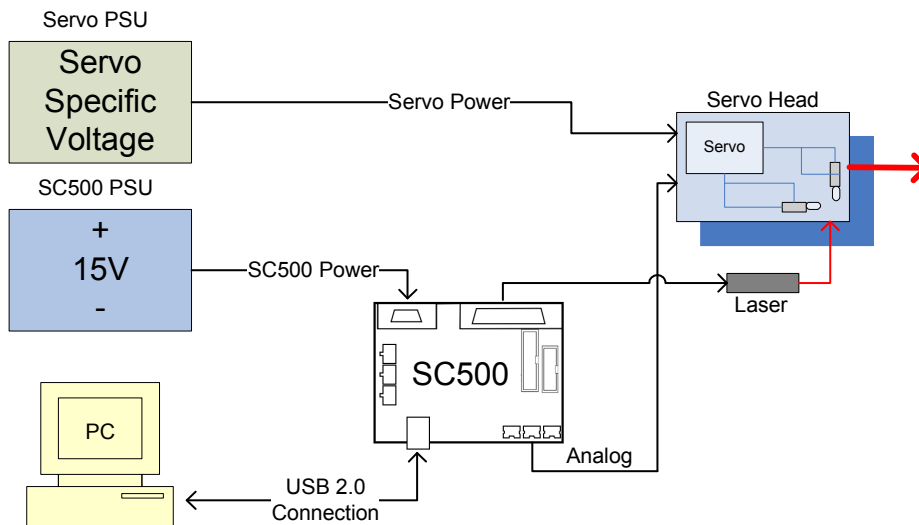 Servo PSU
Servo
Specific
Voltage
Servo Power
Servo Head
Servo
SC500 PSU
+
15V
-
SC500 Power
Laser
SC500
PC
Analog
USB 2.0
Connection